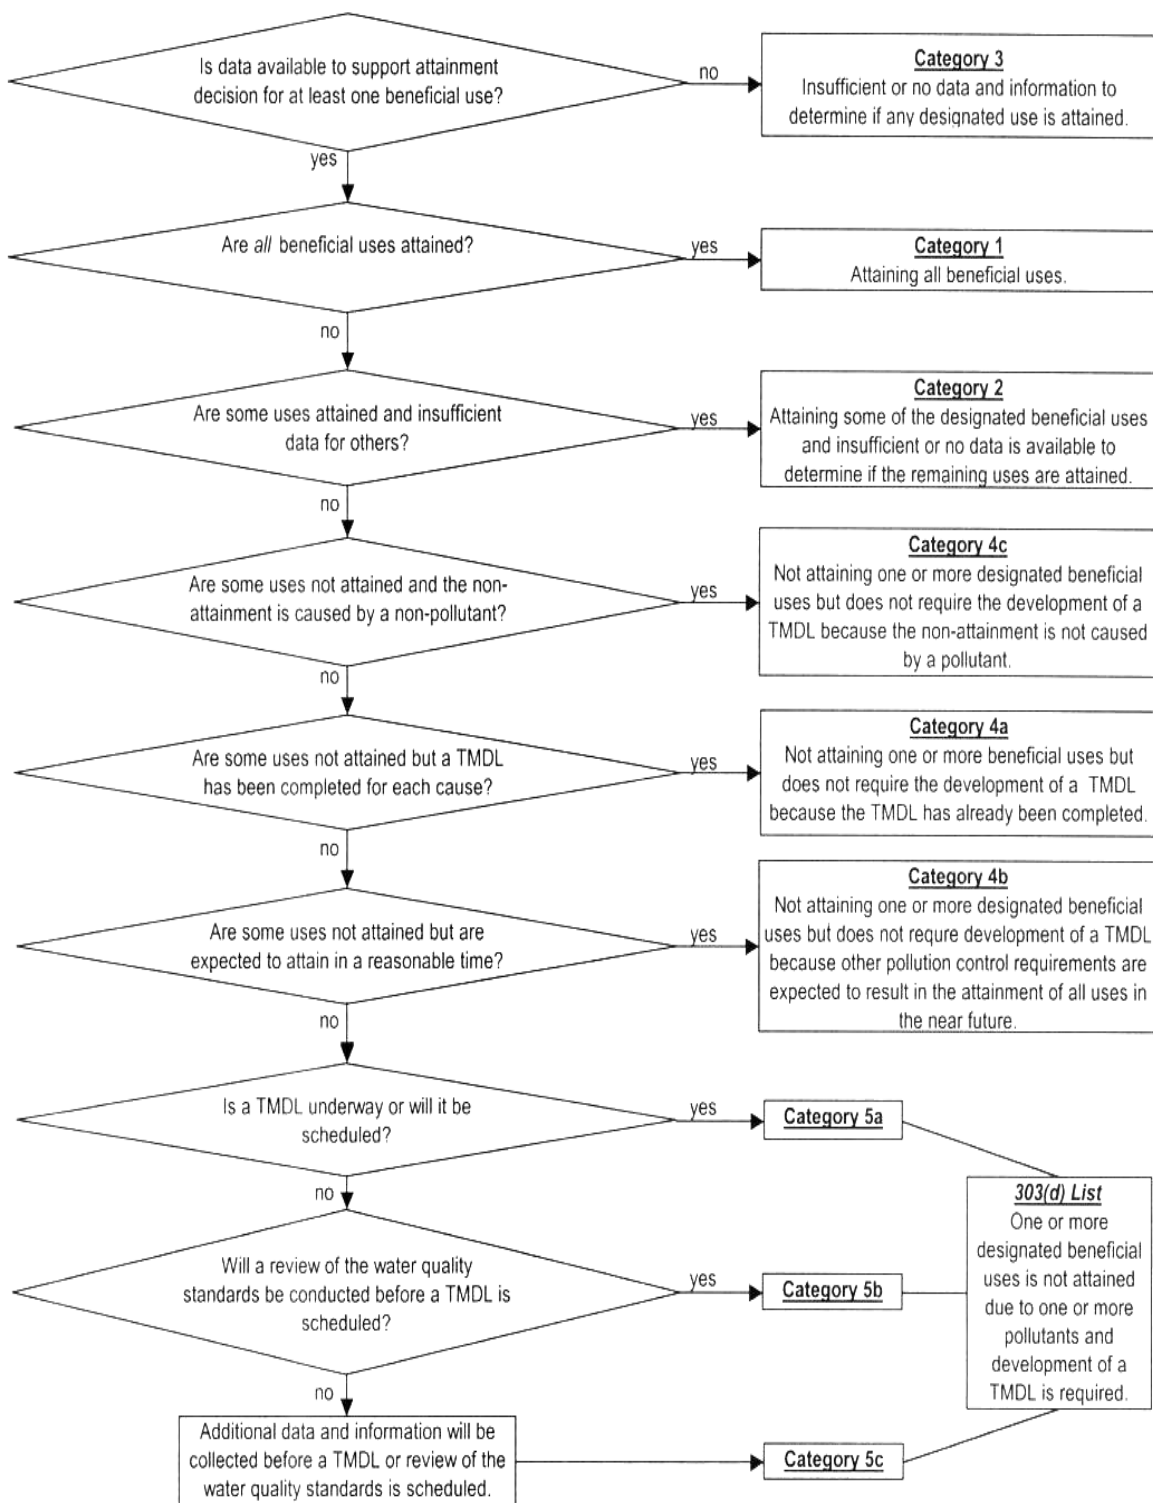 Is data available to support attainment
decision for at least one beneficial use?
no
Category 3
Insufficient or no data and information to
determine if any designated use is attained.
yes
Are all beneficial uses attained?
yes
Category 1
Attaining all beneficial uses.
no
Are some uses attained and insufficient
data for others?
yes
Category 2
Attaining some of the designated beneficial uses
and insufficient or no data is available to
determine if the remaining uses are attained.
no
Are some uses not attained and the non-
attainment is caused by a non-pollutant?
yes
Category 4c
Not attaining one or more designated beneficial
uses but does not require the development of a
TMDL because the non-attainment is not caused
by a pollutant.
no
Are some uses not attained but a TMDL
has been completed for each cause?
yes
Category 4a
Not attaining one or more beneficial uses but
does not require the development of a TMDL
because the TMDL has already been completed.
no
Are some uses not attained but are
expected to attain in a reasonable time?
yes
Category 4b
Not attaining one or more designated beneficial
uses but does not requre development of a TMDL
because other pollution control requirements are
expected to result in the attainment of all uses in
the near future.
no
Is a TMDL underway or will it be
scheduled?
yes
Category 5a
no
Will a review of the water quality
standards be conducted before a TMDL is
scheduled?
yes
Category 5b
303(d) List
One or more
designated beneficial
uses is not attained
due to one or more
pollutants and
development of a
TMDL is required.
no
Additional data and information will be
collected before a TMDL or review of the
water quality standards is scheduled.
Category 5c